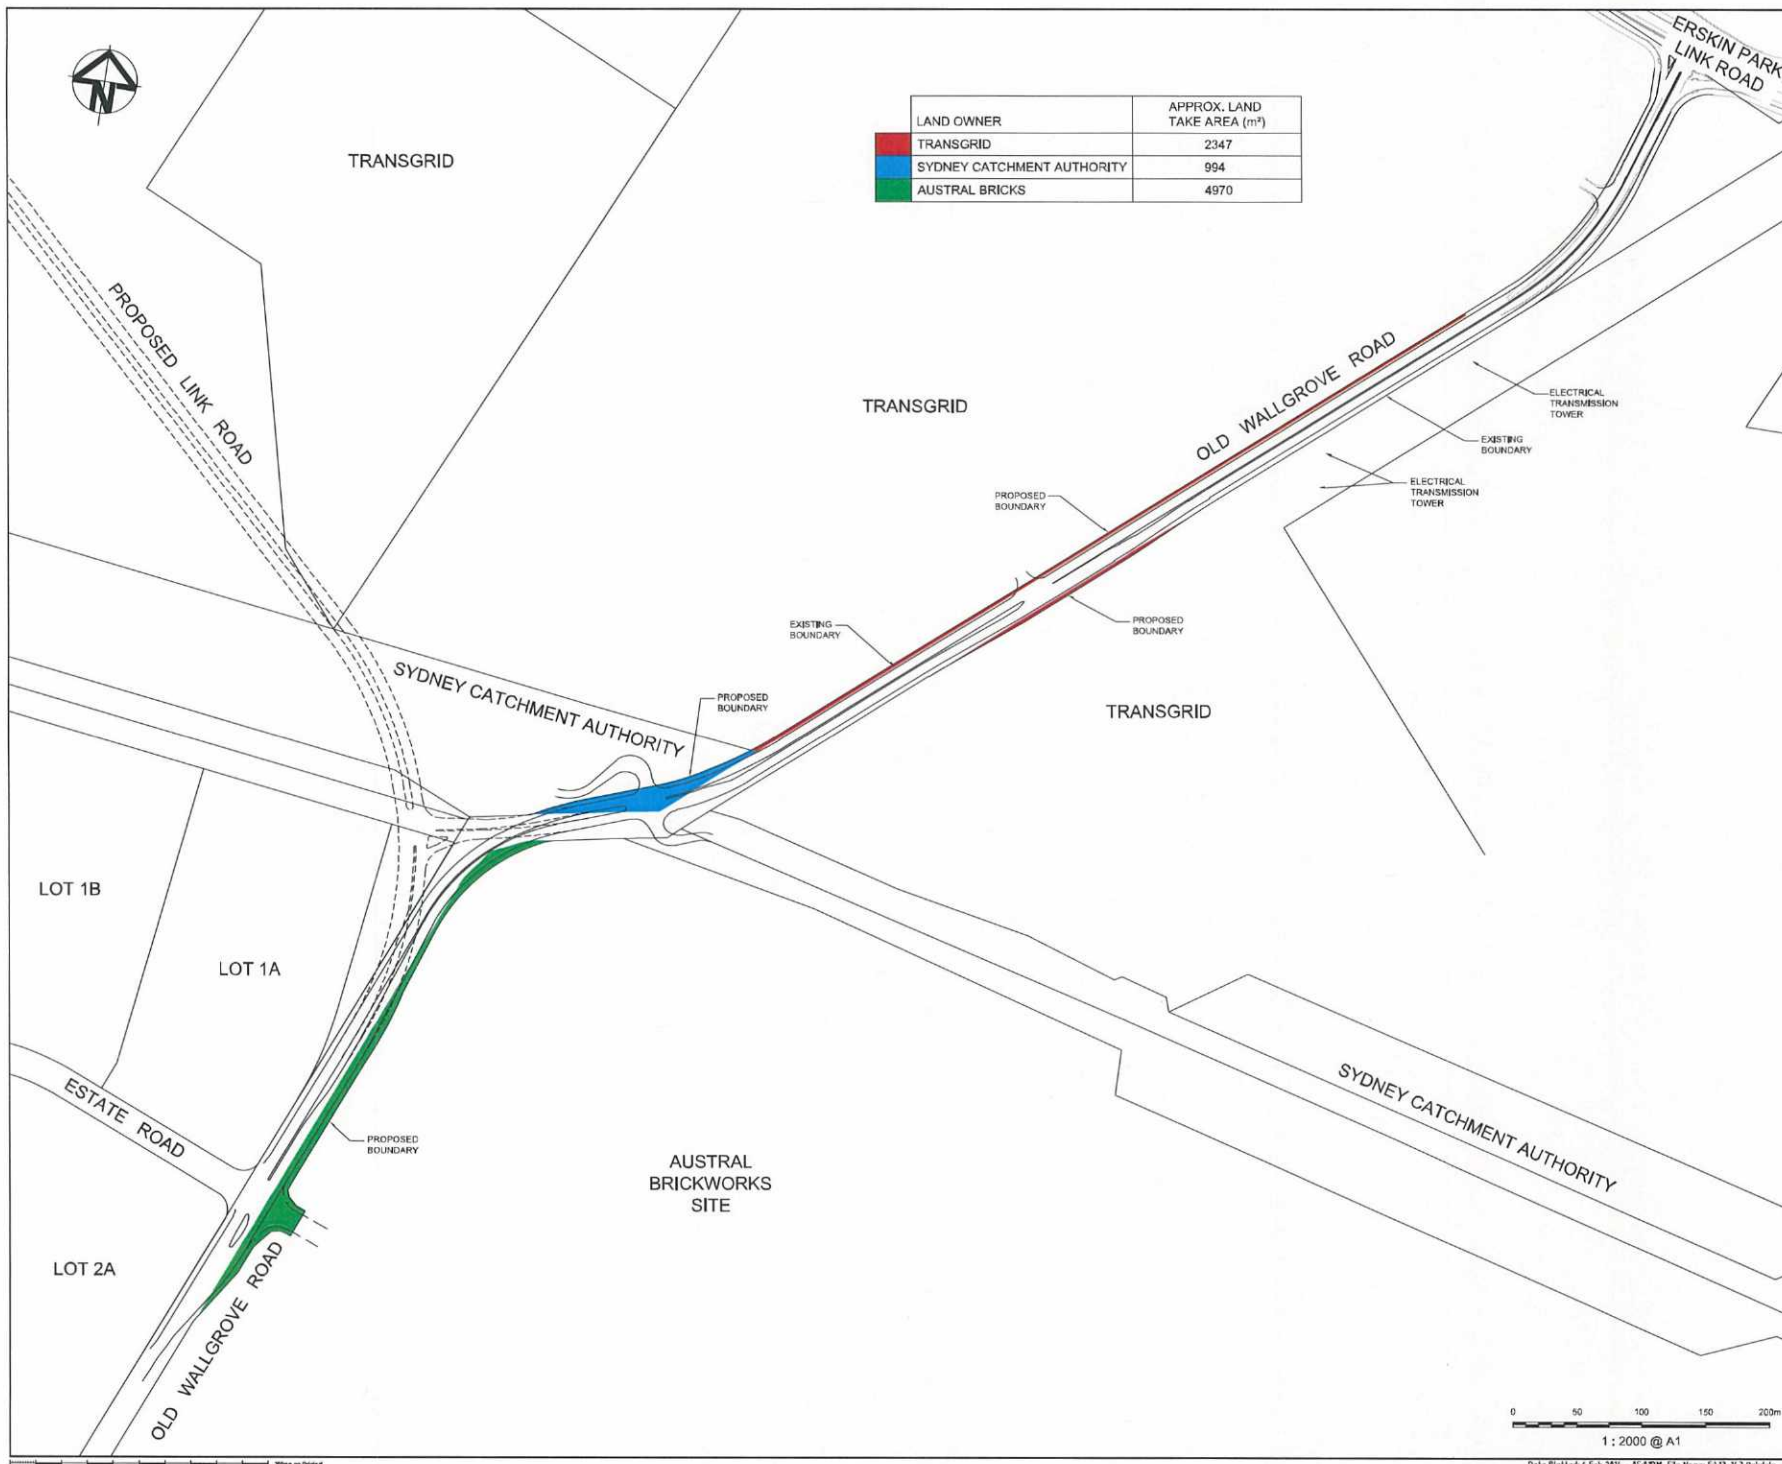 N
ERSKIN PARK
LINK ROAD
LAND OWNER
APPROX. LAND
TAKE AREA (m²)
TRANSGRID 2347
SYDNEY CATCHMENT AUTHORITY 994
AUSTRAL BRICKS 4970
TRANSGRID
PROPOSED LINK ROAD
TRANSGRID
OLD WALLGROVE ROAD
ELECTRICAL
TRANSMISSION
TOWER
EXISTING
BOUNDARY
ELECTRICAL
TRANSMISSION
TOWER
PROPOSED
BOUNDARY
EXISTING
BOUNDARY
PROPOSED
BOUNDARY
SYDNEY CATCHMENT AUTHORITY
PROPOSED
BOUNDARY
TRANSGRID
LOT 1B
LOT 1A
ESTATE ROAD
PROPOSED
BOUNDARY
AUSTRAL
BRICKWORKS
SITE
SYDNEY CATCHMENT AUTHORITY
LOT 2A
OLD WALLGROVE ROAD
0 50 100 150 200m
1 : 2000 @ A1